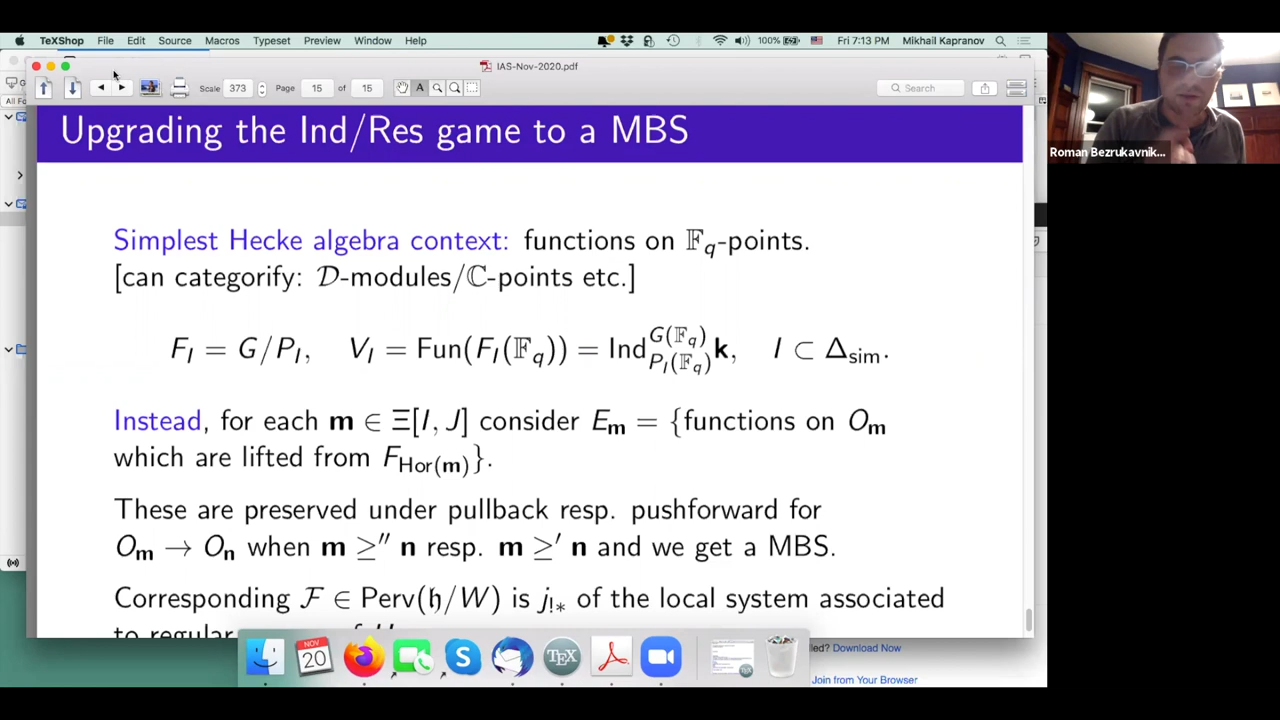 TeXShop File Edit Source Macros Typeset Preview Window Help 100% Fri 7:13 PM Mikhail Kapranov
IAS-Nov-2020.pdf
Scale 373 Page 15 of 15 Search
Upgrading the Ind/Res game to a MBS
Simplest Hecke algebra context: functions on 𝔽_q-points.
[can categorify: 𝒟-modules/ℂ-points etc.]
F_I = G/P_I, V_I = Fun(F_I(𝔽_q)) = Ind^{G(𝔽_q)}_{P_I(𝔽_q)} k, I ⊂ Δ_sim.
Instead, for each m ∈ Ξ[I, J] consider E_m = {functions on O_m
which are lifted from F_Hor(m)}.
These are preserved under pullback resp. pushforward for
O_m → O_n when m ≥'' n resp. m ≥' n and we get a MBS.
Corresponding ℱ ∈ Perv(𝔥/W) is j_!* of the local system associated
to regular
NOV
20
TEX
Download Now
Join from Your Browser
Roman Bezrukavnik...